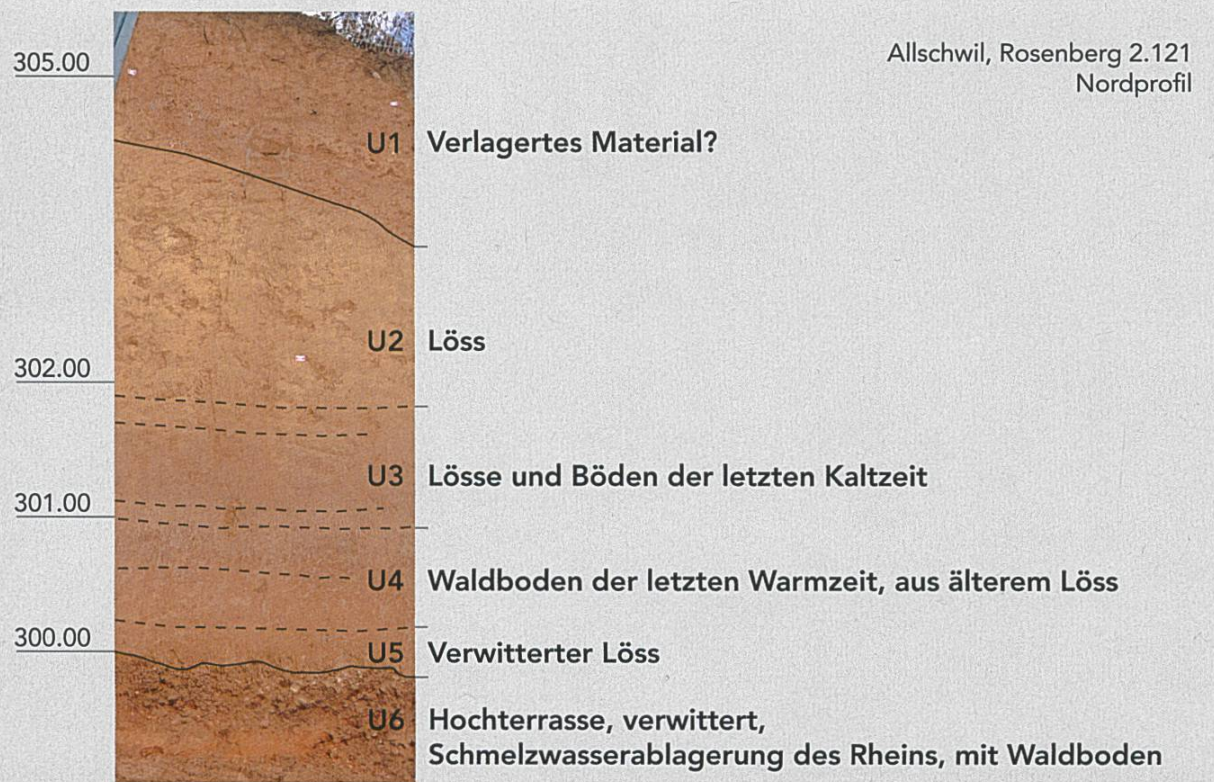 Allschwil, Rosenberg 2.121
Nordprofil
305.00
U1 Verlagertes Material?
U2 Löss
302.00
U3 Lösse und Böden der letzten Kaltzeit
301.00
U4 Waldboden der letzten Warmzeit, aus älterem Löss
300.00
U5 Verwitterter Löss
U6 Hochterrasse, verwittert,
Schmelzwasserablagerung des Rheins, mit Waldboden